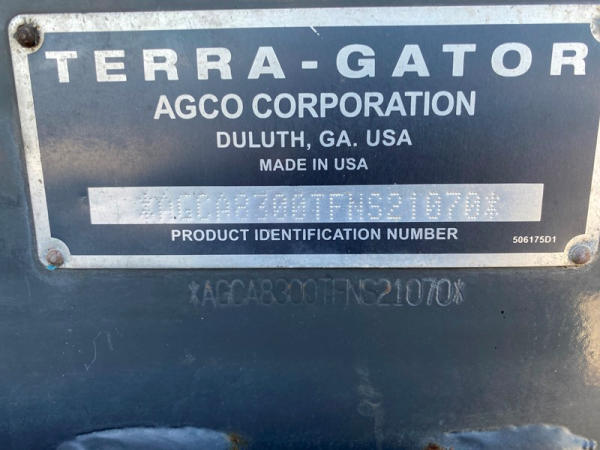 TERRA-GATOR
AGCO CORPORATION
DULUTH, GA. USA
MADE IN USA
*AGCA8300TFNS21070*
PRODUCT IDENTIFICATION NUMBER
506175D1
*AGCA8300TFNS21070*